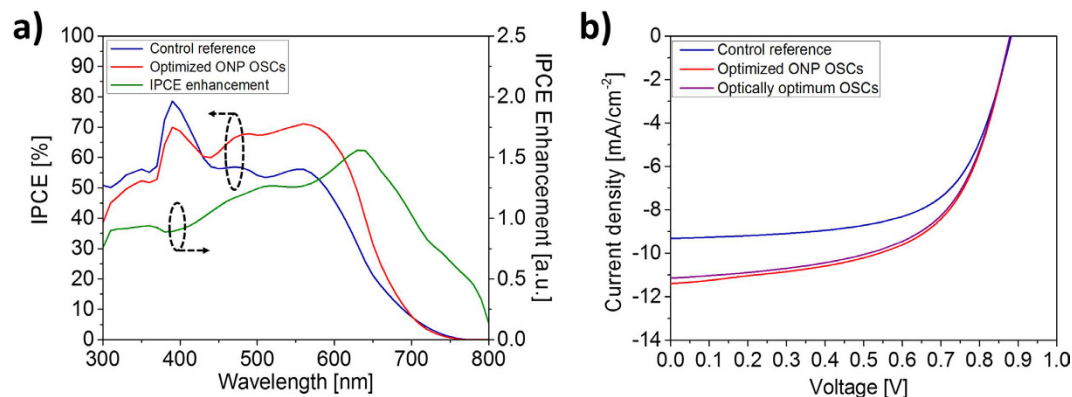 a)
100
90
80
70
60
50
40
30
20
10
0
IPCE [%]
Control reference
Optimized ONP OSCs
IPCE enhancement
2.5
2.0
1.5
1.0
0.5
0.0
IPCE Enhancement [a.u.]
300 400 500 600 700 800
Wavelength [nm]
b)
0
-2
-4
-6
-8
-10
-12
-14
Current density [mA/cm-2]
Control reference
Optimized ONP OSCs
Optically optimum OSCs
0.0 0.1 0.2 0.3 0.4 0.5 0.6 0.7 0.8 0.9 1.0
Voltage [V]